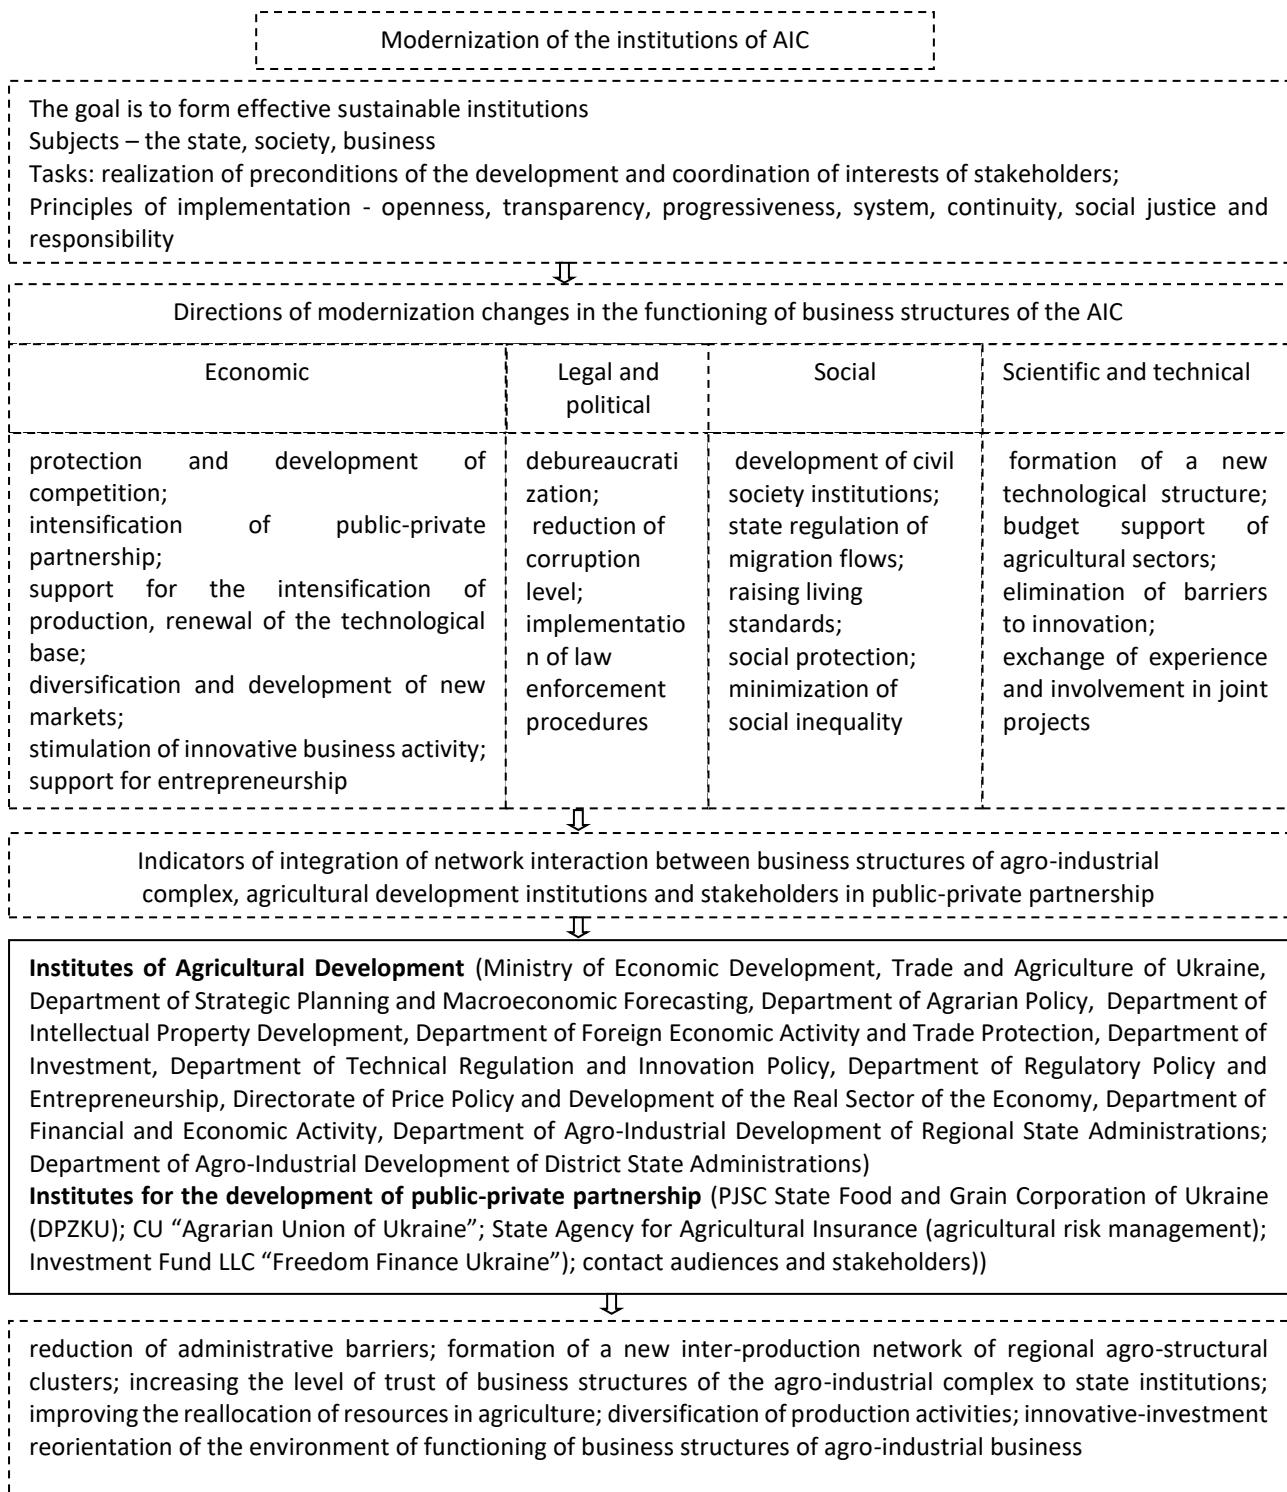 Modernization of the institutions of AIC
The goal is to form effective sustainable institutions
Subjects – the state, society, business
Tasks: realization of preconditions of the development and coordination of interests of stakeholders;
Principles of implementation - openness, transparency, progressiveness, system, continuity, social justice and
responsibility
Directions of modernization changes in the functioning of business structures of the AIC
Economic
protection and development of
competition;
intensification of public-private
partnership;
support for the intensification of
production, renewal of the technological
base;
diversification and development of new
markets;
stimulation of innovative business activity;
support for entrepreneurship
Legal and
political
debureaucrati
zation;
reduction of
corruption
level;
implementatio
n of law
enforcement
procedures
Social
development of civil
society institutions;
state regulation of
migration flows;
raising living
standards;
social protection;
minimization of
social inequality
Scientific and technical
formation of a new
technological structure;
budget support of
agricultural sectors;
elimination of barriers
to innovation;
exchange of experience
and involvement in joint
projects
Indicators of integration of network interaction between business structures of agro-industrial
complex, agricultural development institutions and stakeholders in public-private partnership
Institutes of Agricultural Development (Ministry of Economic Development, Trade and Agriculture of Ukraine,
Department of Strategic Planning and Macroeconomic Forecasting, Department of Agrarian Policy, Department of
Intellectual Property Development, Department of Foreign Economic Activity and Trade Protection, Department of
Investment, Department of Technical Regulation and Innovation Policy, Department of Regulatory Policy and
Entrepreneurship, Directorate of Price Policy and Development of the Real Sector of the Economy, Department of
Financial and Economic Activity, Department of Agro-Industrial Development of Regional State Administrations;
Department of Agro-Industrial Development of District State Administrations)
Institutes for the development of public-private partnership (PJSC State Food and Grain Corporation of Ukraine
(DPZKU); CU “Agrarian Union of Ukraine”; State Agency for Agricultural Insurance (agricultural risk management);
Investment Fund LLC “Freedom Finance Ukraine”); contact audiences and stakeholders))
reduction of administrative barriers; formation of a new inter-production network of regional agro-structural
clusters; increasing the level of trust of business structures of the agro-industrial complex to state institutions;
improving the reallocation of resources in agriculture; diversification of production activities; innovative-investment
reorientation of the environment of functioning of business structures of agro-industrial business